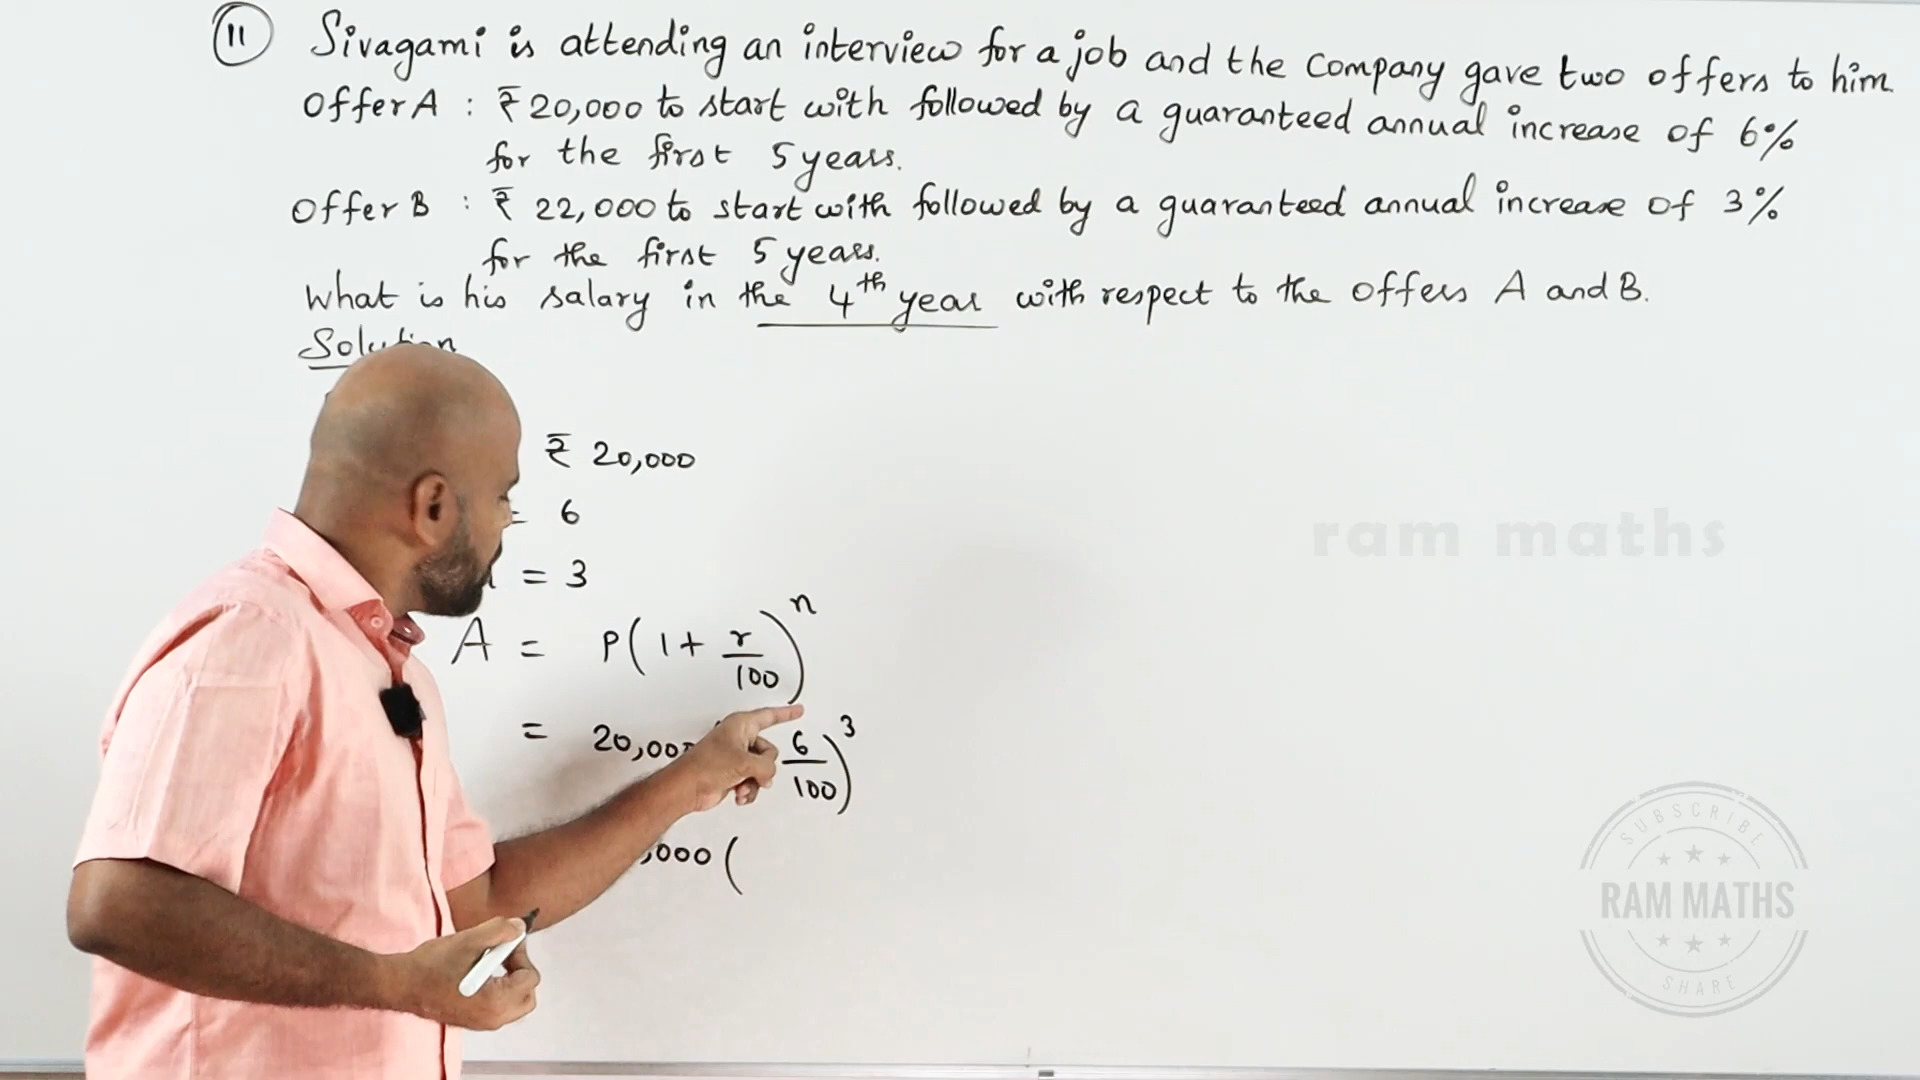 11 Sivagami is attending an interview for a job and the Company gave two offers to him.
Offer A : ₹ 20,000 to start with followed by a guaranteed annual increase of 6%
for the first 5 years.
Offer B : ₹ 22,000 to start with followed by a guaranteed annual increase of 3%
for the first 5 years.
What is his salary in the 4th year with respect to the offers A and B.
Solution
₹ 20,000
= 6
= 3
A = P(1 + r/100)^n
= 20,000 6/100)^3
,000 (
ram maths
SUBSCRIBE
RAM MATHS
SHARE